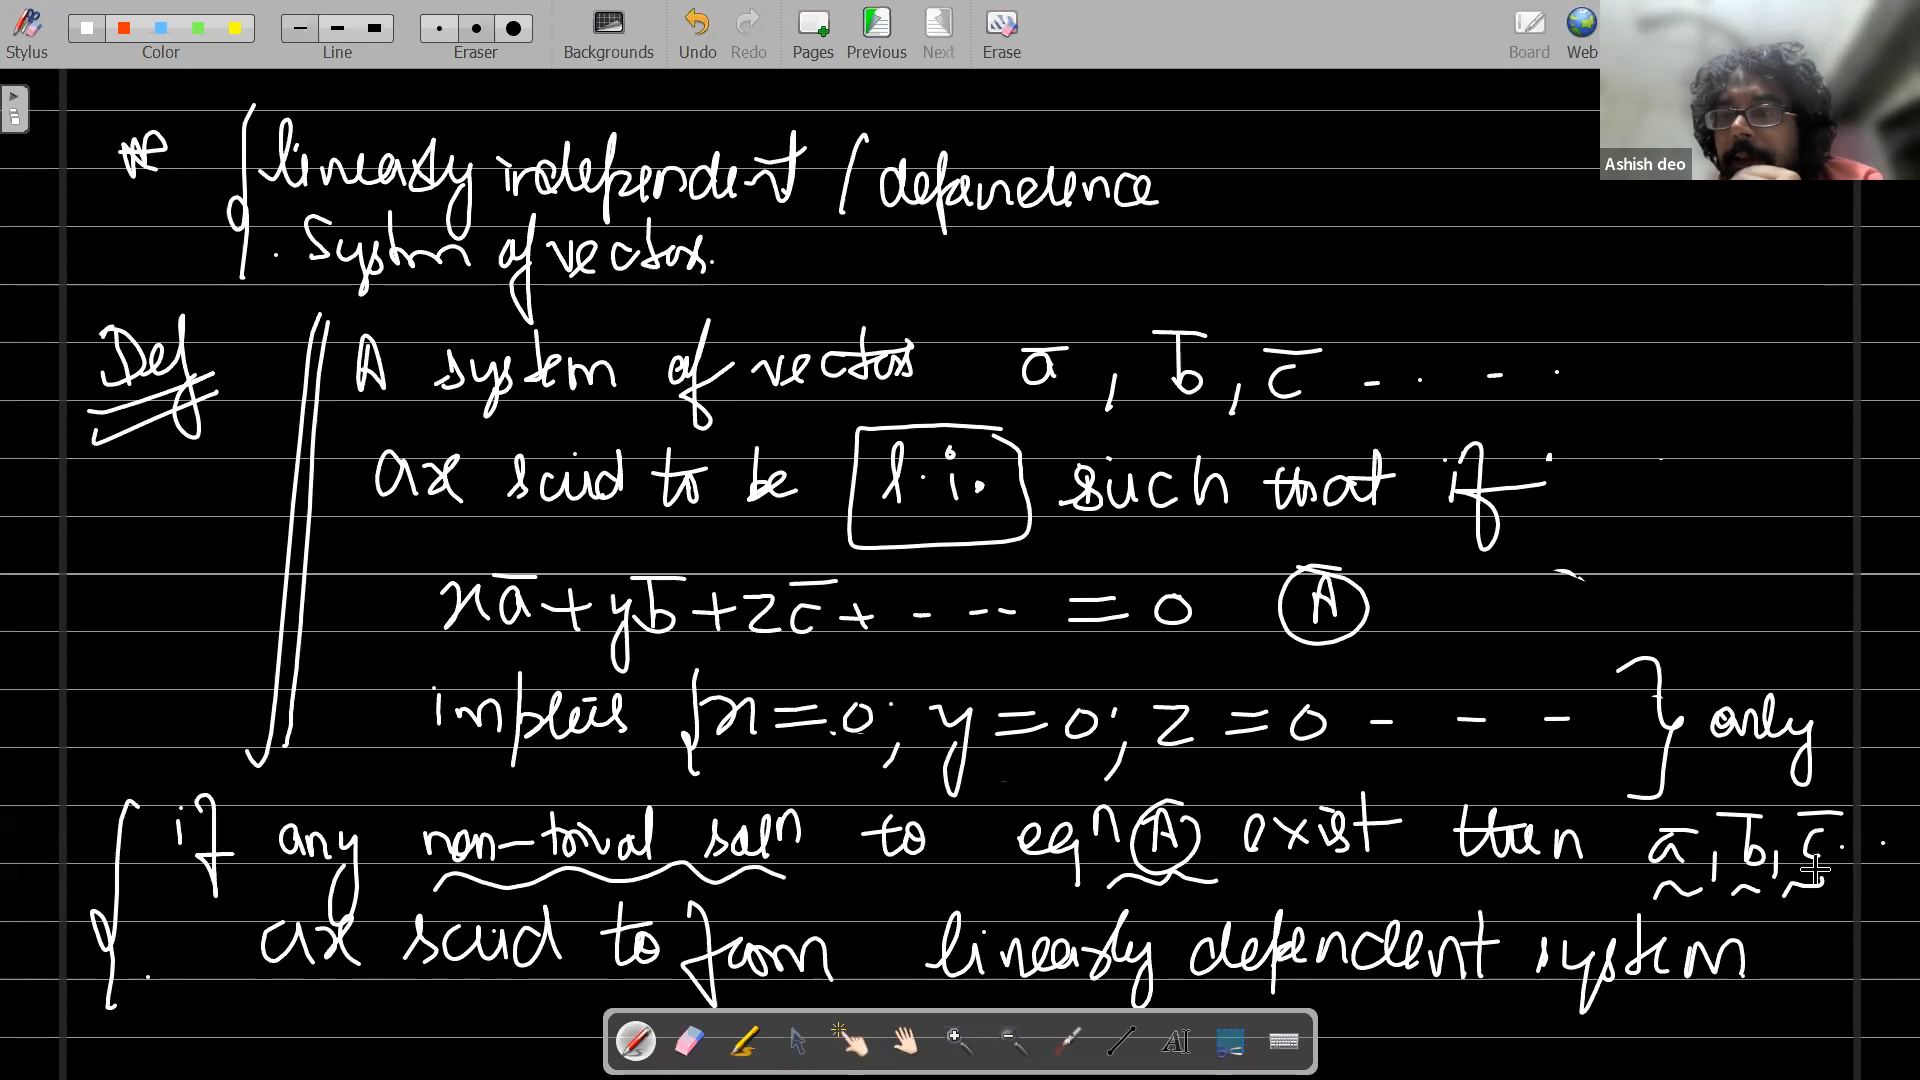 Stylus Color Line Eraser Backgrounds Undo Redo Pages Previous Next Erase Board Web
Ashish deo
linearly independent / dependence
. System of vectors.
Def
A system of vectors a̅, b̅, c̅ - . - .
are said to be l.i. such that if
xa̅ + yb̅ + zc̅ + - - - = 0 Ⓐ
implies {x = 0; y = 0; z = 0 - - - } only
if any non-trival solⁿ to eqⁿ Ⓐ exist then a̅, b̅, c̅ . .
are said to form linearly dependent system